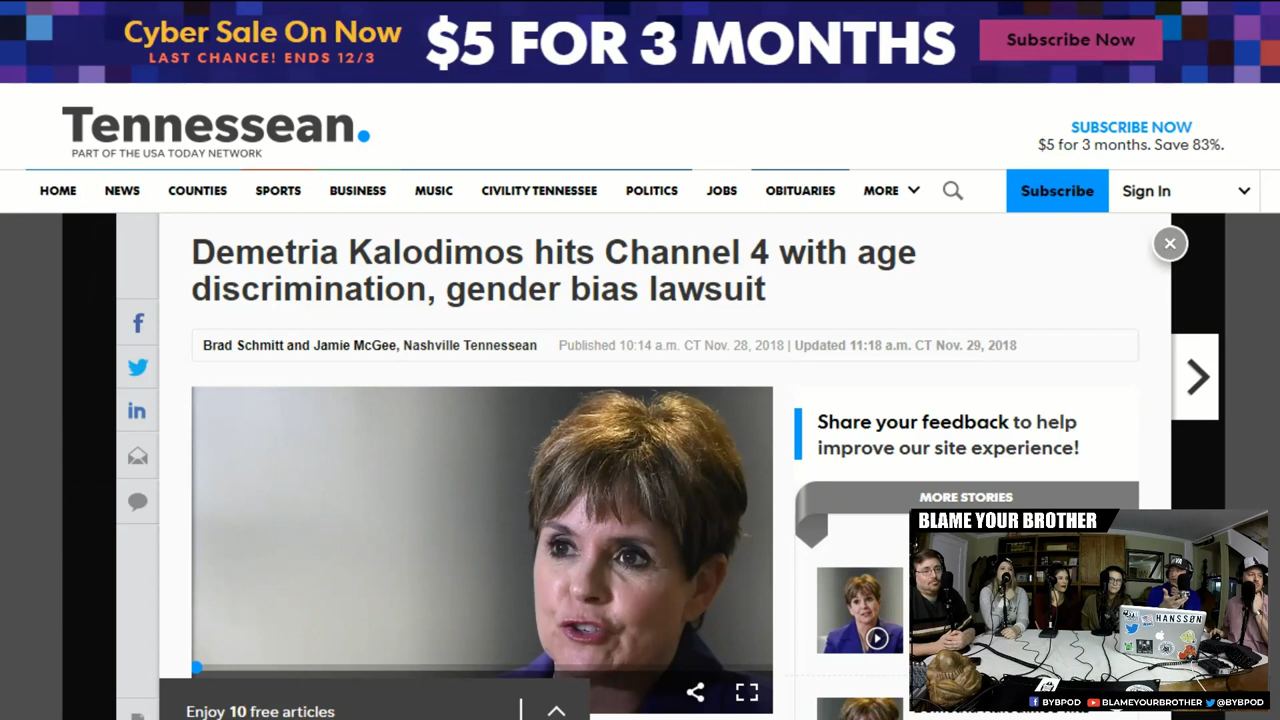 Cyber Sale On Now
LAST CHANCE! ENDS 12/3
$5 FOR 3 MONTHS
Subscribe Now
Tennessean.
PART OF THE USA TODAY NETWORK
SUBSCRIBE NOW
$5 for 3 months. Save 83%.
HOME NEWS COUNTIES SPORTS BUSINESS MUSIC CIVILITY TENNESSEE POLITICS JOBS OBITUARIES MORE
Subscribe
Sign In
Demetria Kalodimos hits Channel 4 with age
discrimination, gender bias lawsuit
Brad Schmitt and Jamie McGee, Nashville Tennessean Published 10:14 a.m. CT Nov. 28, 2018 | Updated 11:18 a.m. CT Nov. 29, 2018
Share your feedback to help
improve our site experience!
MORE STORIES
BLAME YOUR BROTHER
HANSSØN
Enjoy 10 free articles
BYBPOD BLAMEYOURBROTHER @BYBPOD